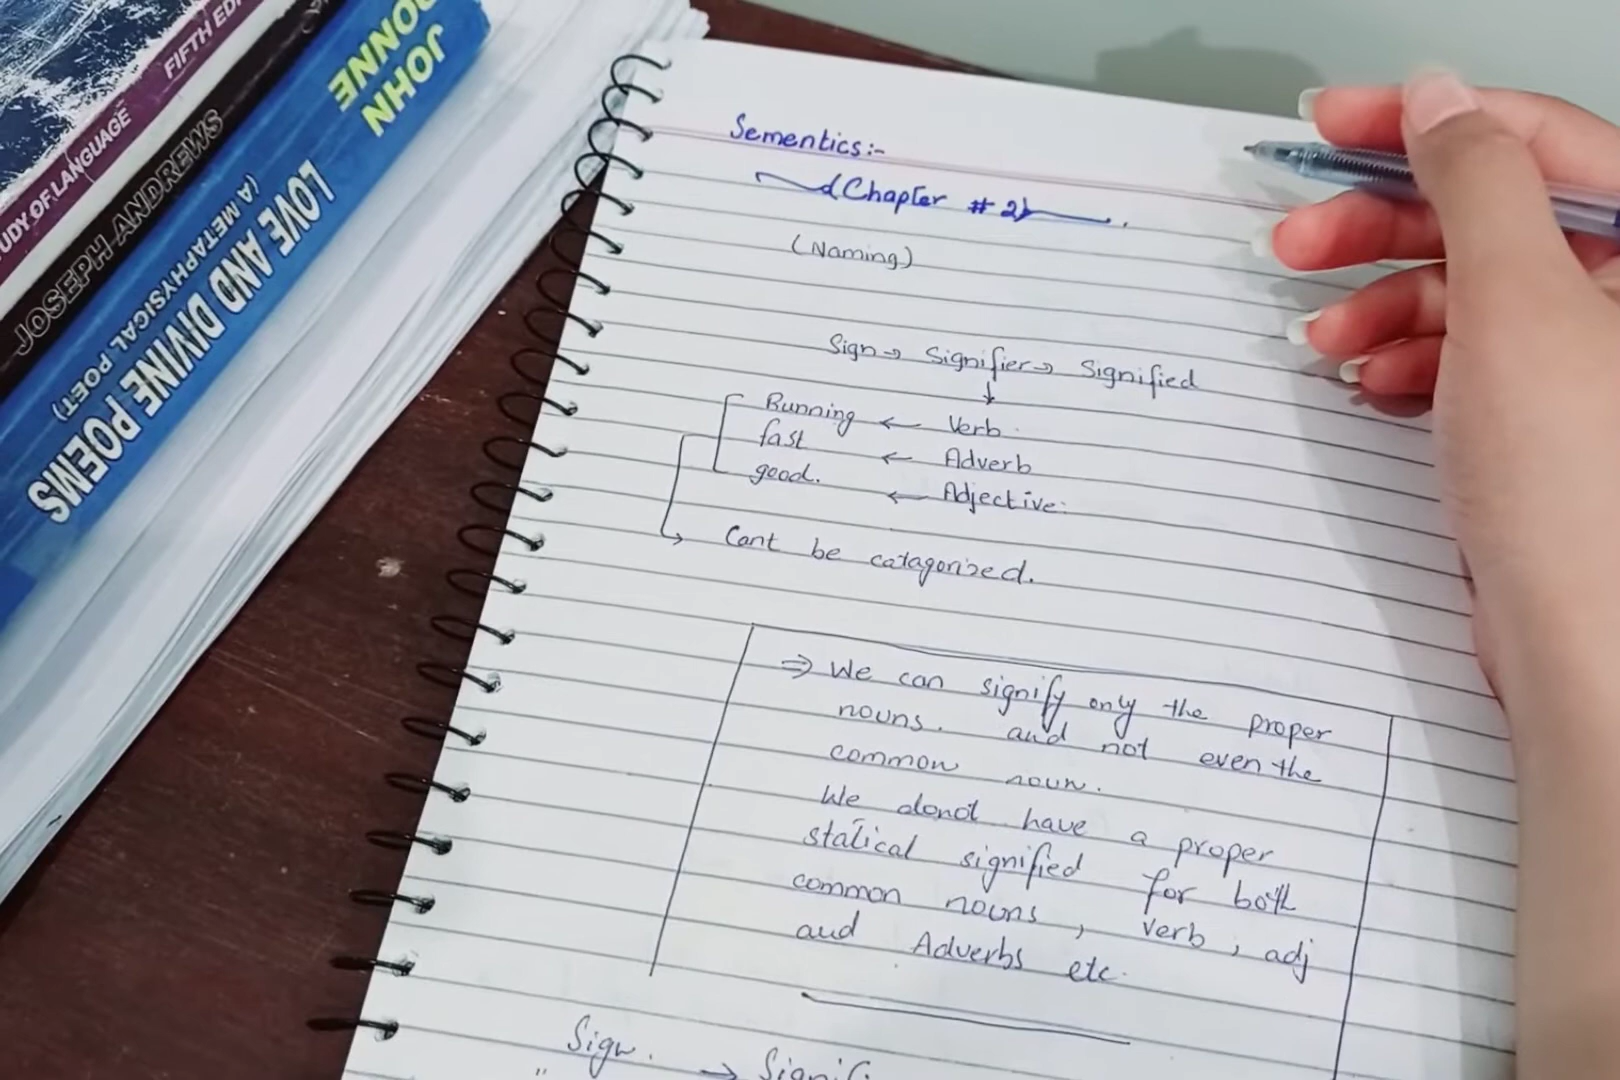 FIFTH EDI
UDY OF LANGUAGE
JOSEPH ANDREWS
JOHN
DONNE
LOVE AND DIVINE POEMS
(A METAPHYSICAL POET)
Sementics:-
(Chapter # 2)
(Naming)
Sign → Signifier → Signified
↓
Running ← Verb
fast ← Adverb
good. ← Adjective:
→ Cant be catagorized.
⇒ We can signify only the proper
nouns. and not even the
common noun.
We donot have a proper
statical signified for both
common nouns, verb, adj
and Adverbs etc.
Sign. → Signif
"